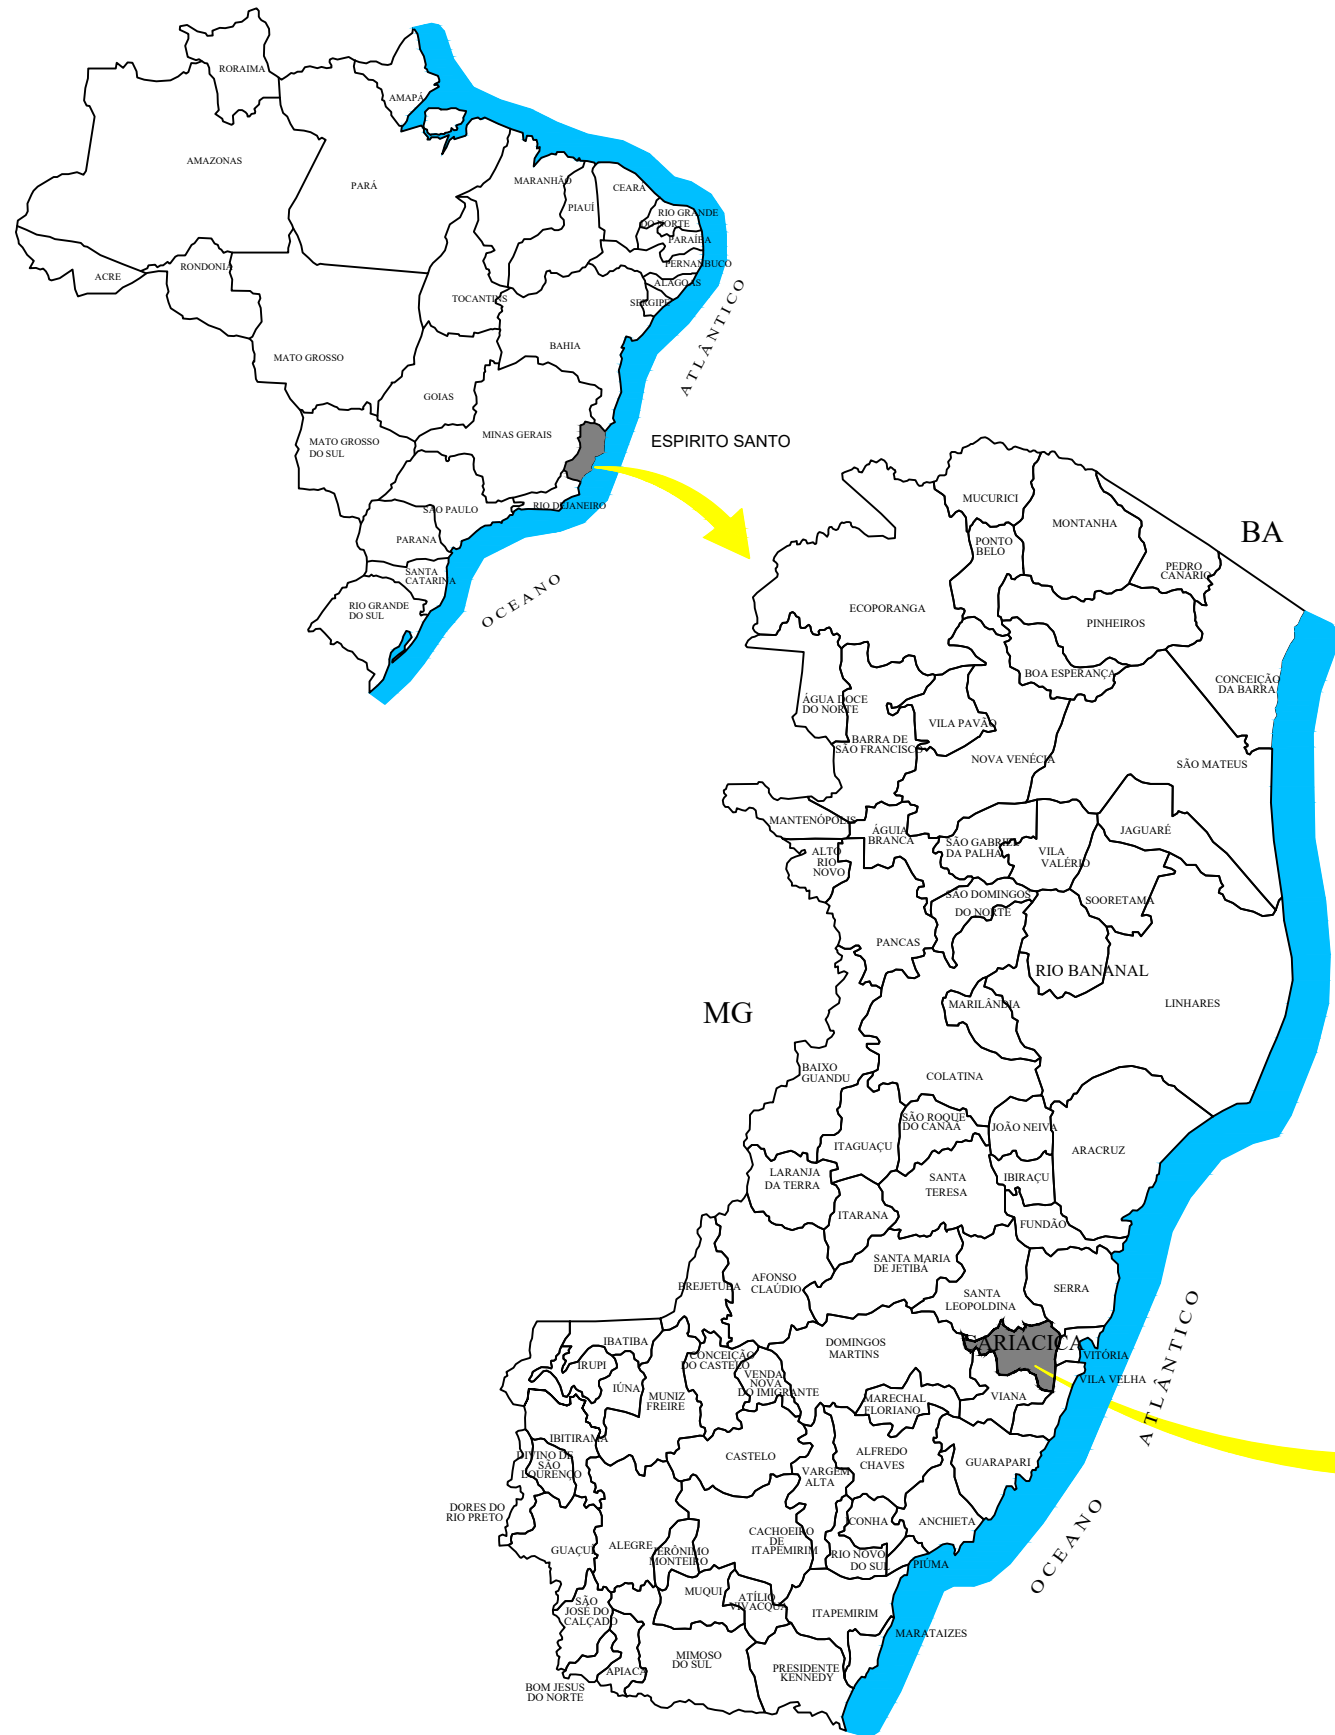 RORAIMA
AMAPÁ
AMAZONAS
PARÁ
MARANHÃO
CEARÁ
PIAUÍ
RIO GRANDE
DO NORTE
PARAÍBA
PERNANBUCO
ACRE
RONDONIA
ALAGOAS
TOCANTINS
SERGIPE
BAHIA
MATO GROSSO
ATLÂNTICO
GOIAS
MINAS GERAIS
MATO GROSSO
DO SUL
ESPIRITO SANTO
SAO PAULO
RIO DEJANEIRO
PARANA
SANTA
CATARINA
RIO GRANDE
DO SUL
OCEANO
MUCURICI
MONTANHA
BA
PONTO
BELO
PEDRO
CANARIO
ECOPORANGA
PINHEIROS
BOA ESPERANÇA
CONCEIÇÃO
DA BARRA
ÁGUA DOCE
DO NORTE
VILA PAVÃO
BARRA DE
SÃO FRANCISCO
NOVA VENÉCIA
SÃO MATEUS
MANTENÓPOLIS
ÁGUIA
BRANCA
JAGUARÉ
SÃO GABRIEL
DA PALHA
VILA
VALÉRIO
ALTO
RIO
NOVO
SÃO DOMINGOS
DO NORTE
SOORETAMA
PANCAS
RIO BANANAL
MARILÂNDIA
LINHARES
MG
BAIXO
GUANDU
COLATINA
SÃO ROQUE
DO CANAÃ
JOÃO NEIVA
ITAGUAÇU
ARACRUZ
LARANJA
DA TERRA
SANTA
TERESA
IBIRAÇU
ITARANA
FUNDÃO
SANTA MARIA
DE JETIBA
AFONSO
CLAÚDIO
BREJETUBA
SERRA
SANTA
LEOPOLDINA
IBATIBA
DOMINGOS
MARTINS
CARIACICA
CONCEIÇÃO
DO CASTELO
VITÓRIA
IRUPI
VENDA
NOVA
DO IMIGRANTE
VILA VELHA
IÚNA
MUNIZ
FREIRE
MARECHAL
FLORIANO
VIANA
ATLÂNTICO
IBITIRAMA
DIVINO DE
SÃO
LOURENÇO
CASTELO
ALFREDO
CHAVES
GUARAPARI
VARGEM
ALTA
DORES DO
RIO PRETO
CONHA
ANCHIETA
CACHOEIRO
DE
ITAPEMIRIM
GUAÇUÍ
ALEGRE
JERÔNIMO
MONTEIRO
RIO NOVO
DO SUL
PIÚMA
OCEANO
MUQUI
ATÍLIO
VIVACQUA
SÃO
JOSÉ DO
CALÇADO
ITAPEMIRIM
MARATAIZES
MIMOSO
DO SUL
APIACÁ
PRESIDENTE
KENNEDY
BOM JESUS
DO NORTE